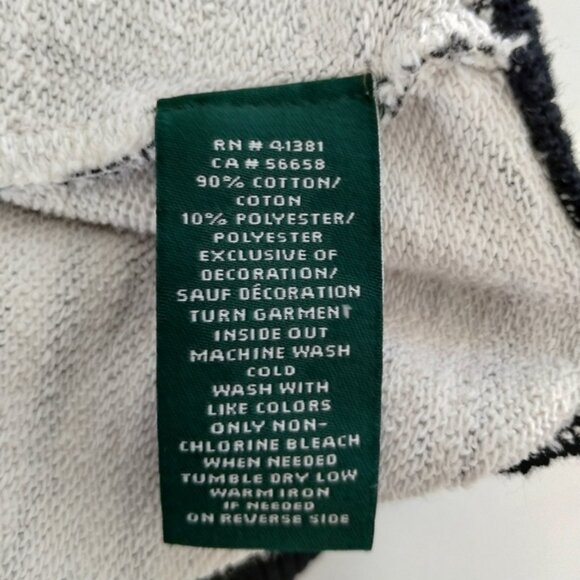 RN # 41381
CA # 56658
90% COTTON/
COTON
10% POLYESTER/
POLYESTER
EXCLUSIVE OF
DECORATION/
SAUF DÉCORATION
TURN GARMENT
INSIDE OUT
MACHINE WASH
COLD
WASH WITH
LIKE COLORS
ONLY NON-
CHLORINE BLEACH
WHEN NEEDED
TUMBLE DRY LOW
WARM IRON
IF NEEDED
ON REVERSE SIDE